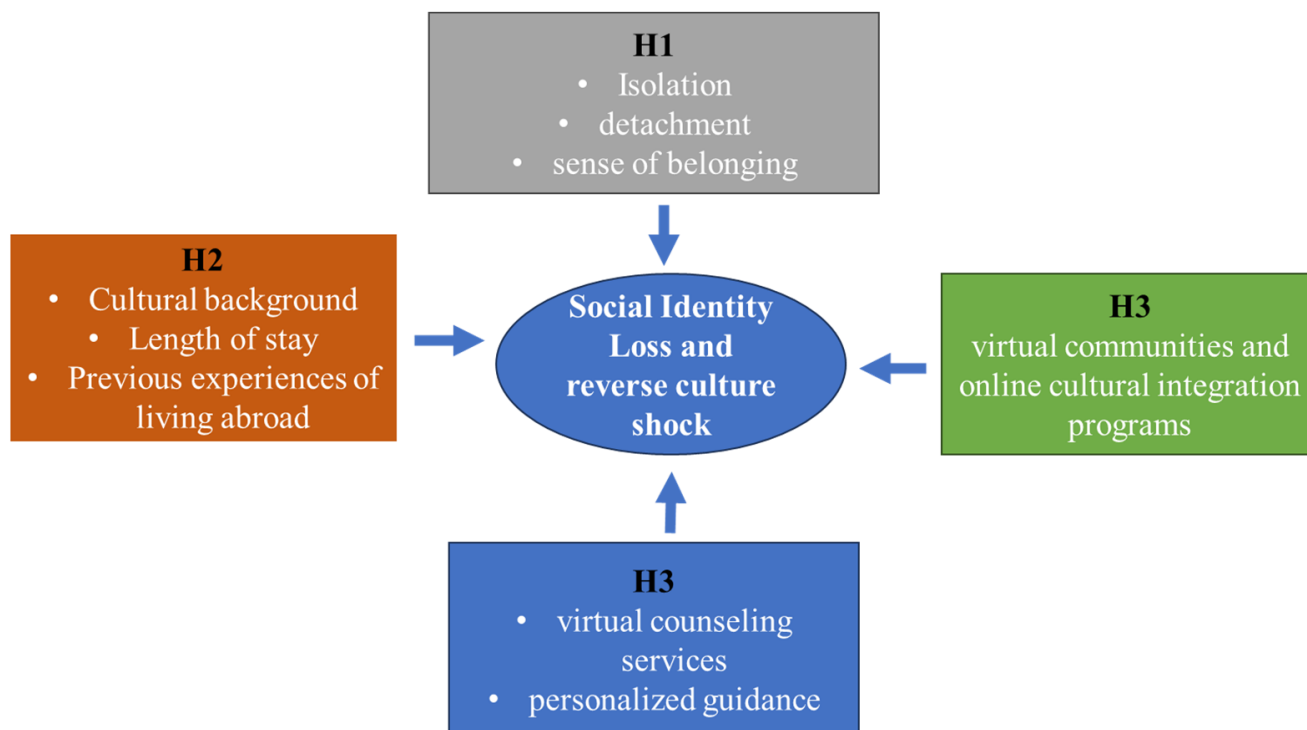 H1
• Isolation
• detachment
• sense of belonging
H2
• Cultural background
• Length of stay
• Previous experiences of
living abroad
Social Identity
Loss and
reverse culture
shock
H3
virtual communities and
online cultural integration
programs
H3
• virtual counseling
services
• personalized guidance